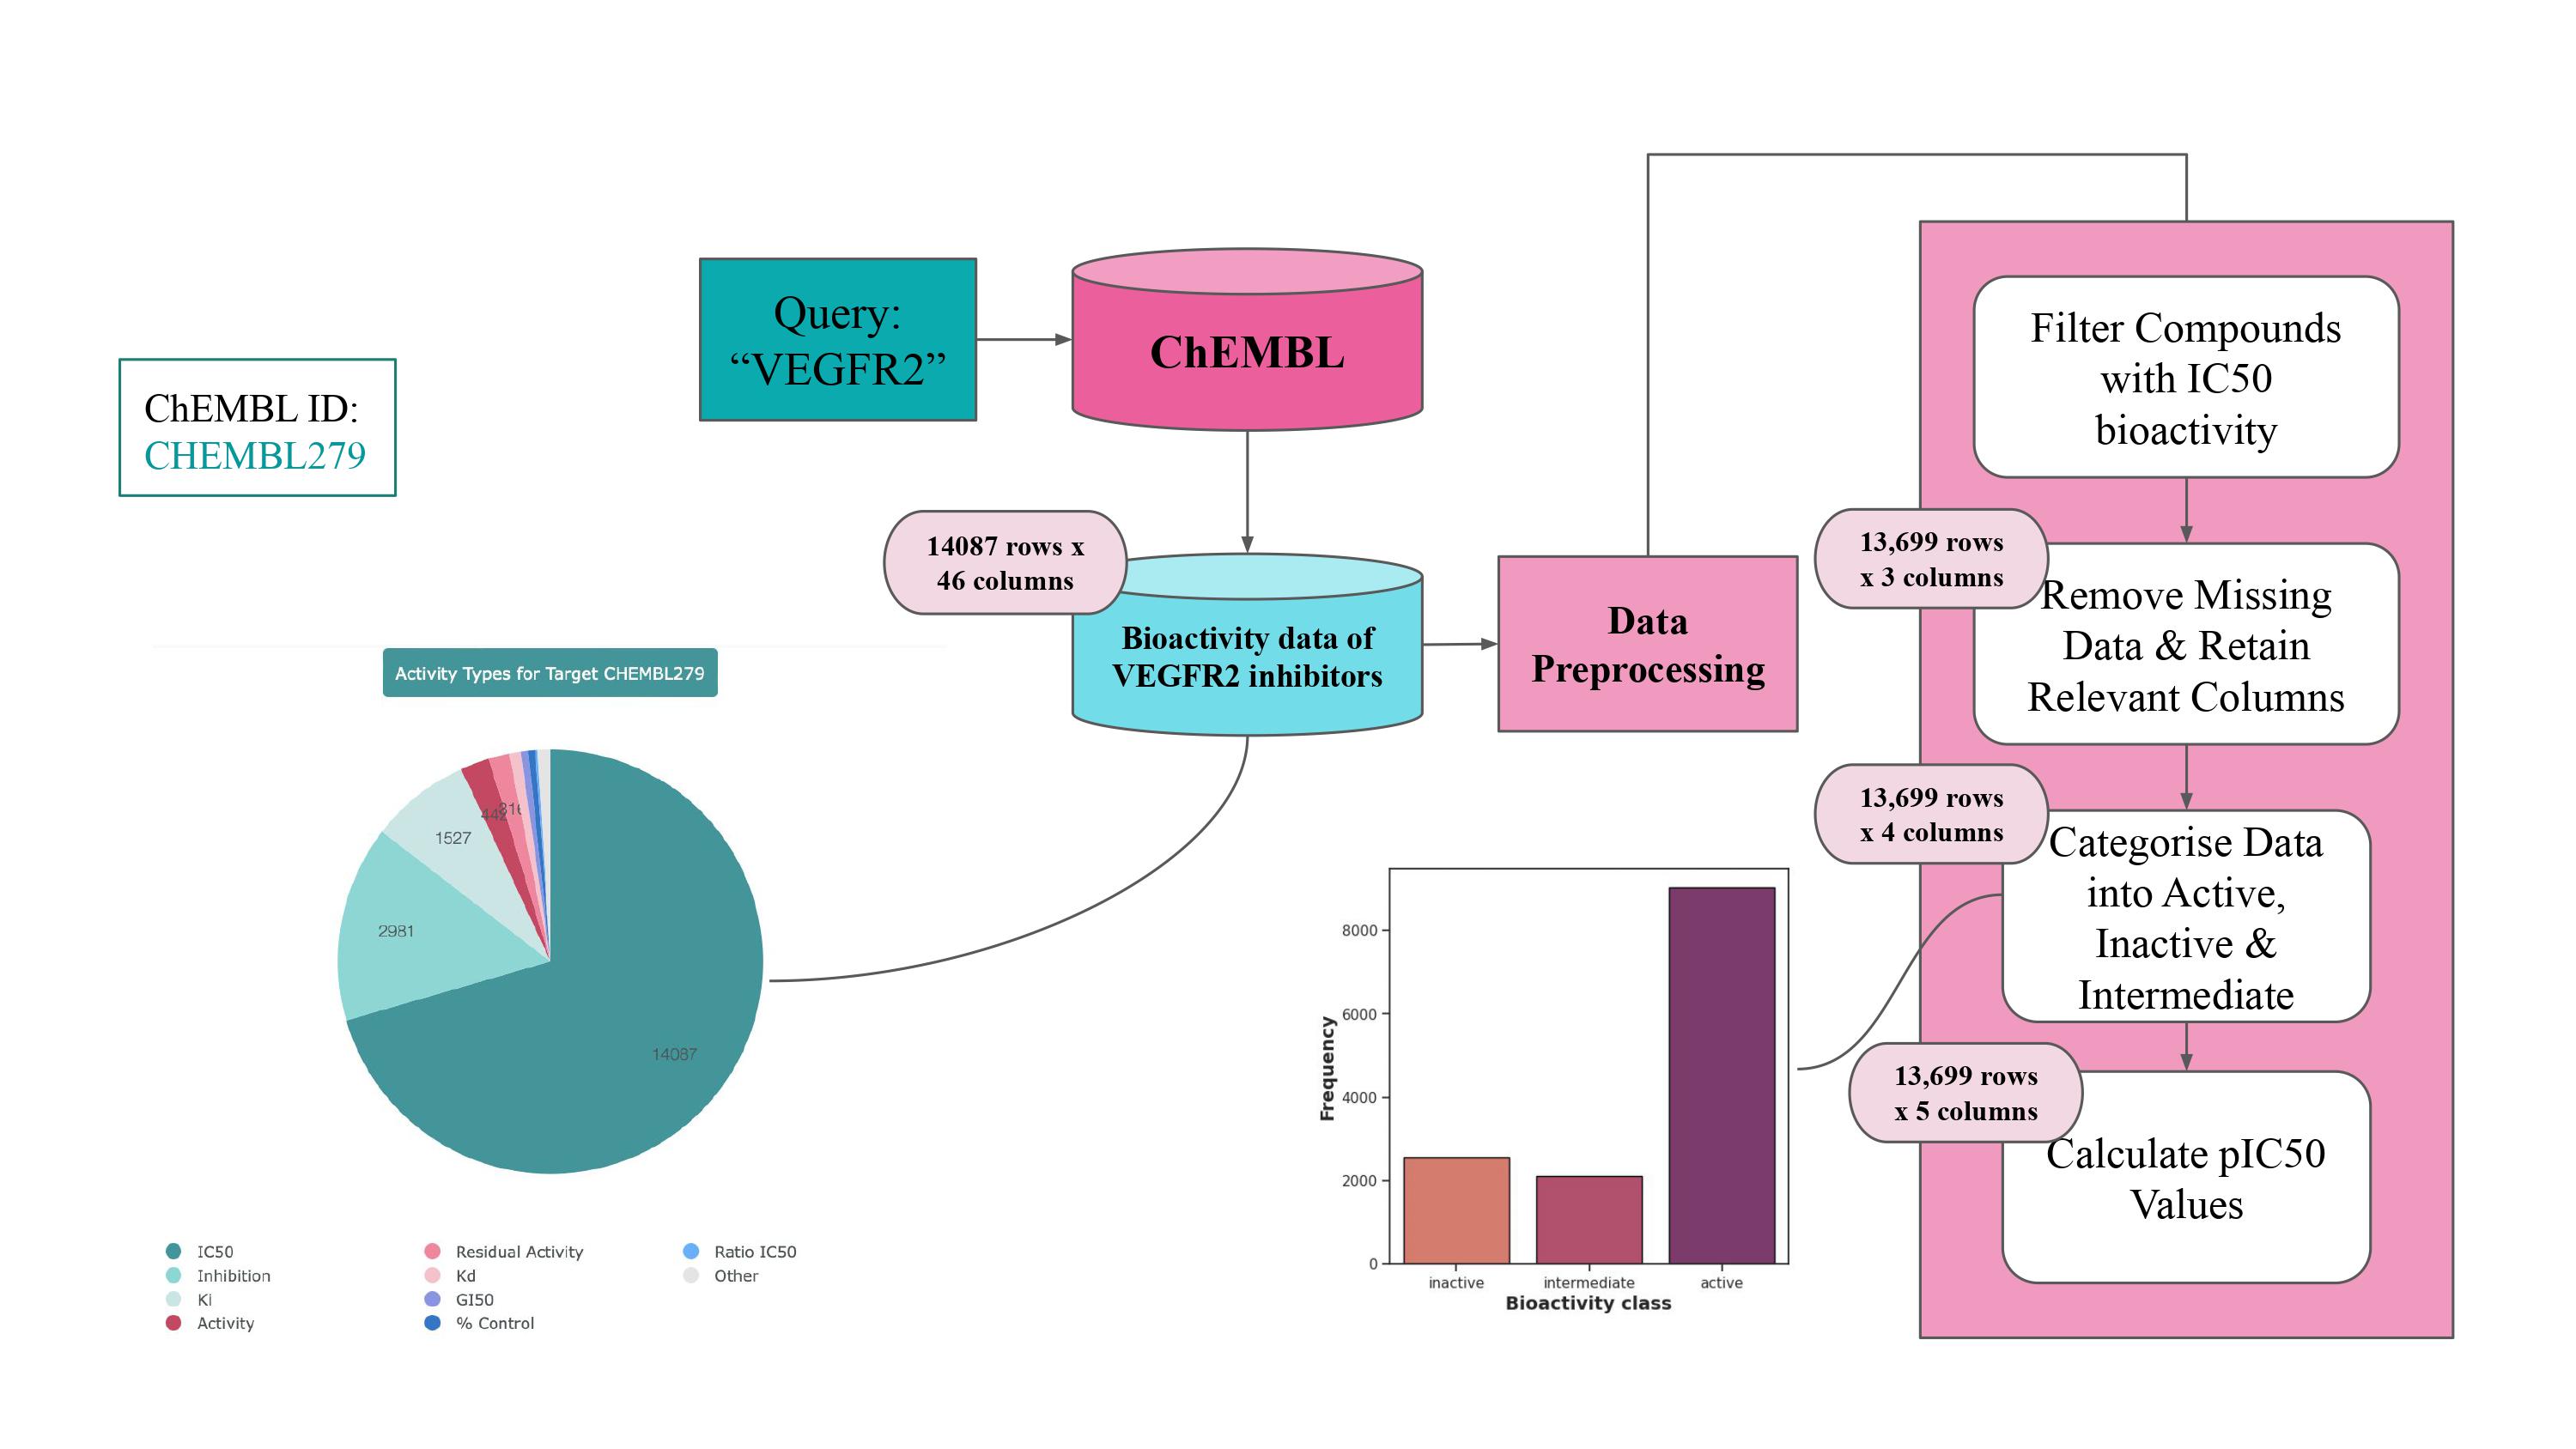 Query:
“VEGFR2”
ChEMBL
ChEMBL ID:
CHEMBL279
14087 rows x
46 columns
Bioactivity data of
VEGFR2 inhibitors
Data
Preprocessing
Filter Compounds
with IC50
bioactivity
13,699 rows
x 3 columns
Remove Missing
Data & Retain
Relevant Columns
13,699 rows
x 4 columns
Categorise Data
into Active,
Inactive &
Intermediate
13,699 rows
x 5 columns
Calculate pIC50
Values
Activity Types for Target CHEMBL279
442
1527
2981
14087
IC50
Inhibition
Ki
Activity
Residual Activity
Kd
GI50
% Control
Ratio IC50
Other
Frequency
8000
6000
4000
2000
0
inactive intermediate active
Bioactivity class